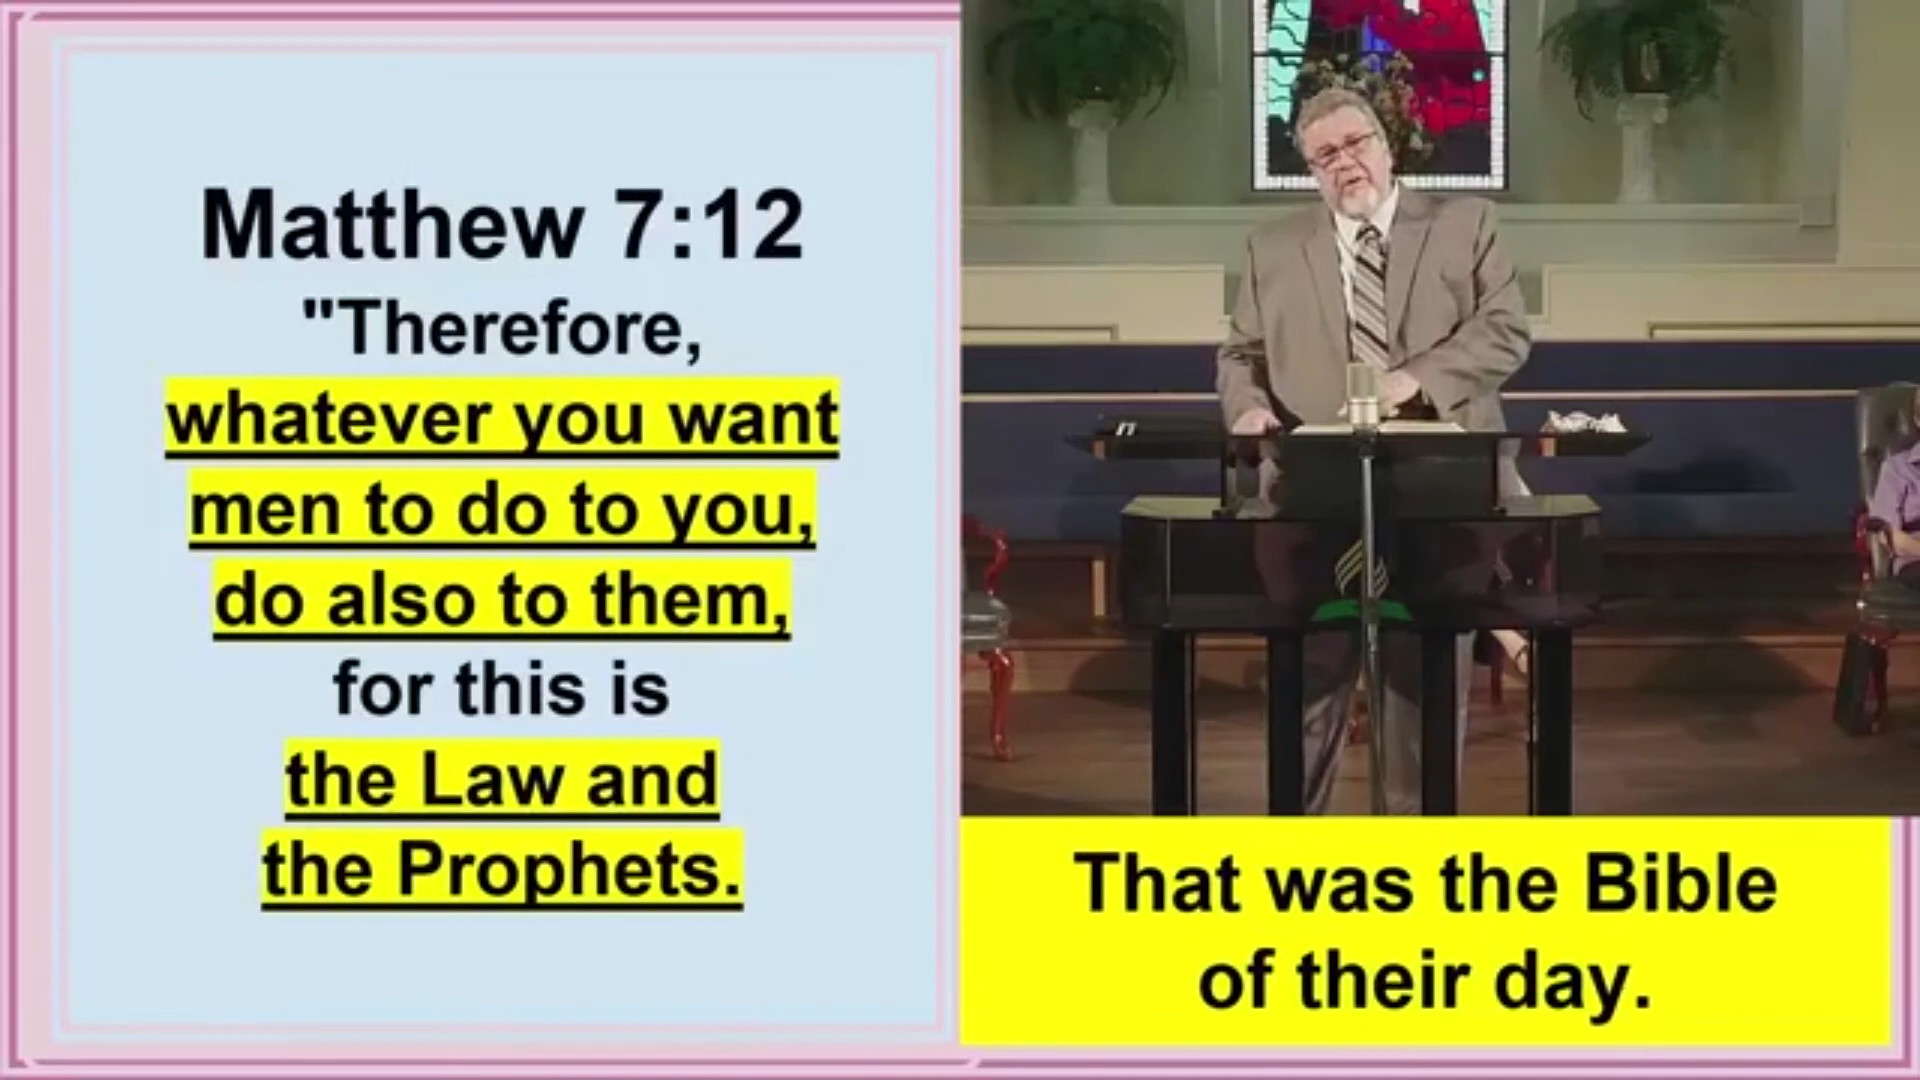 Matthew 7:12
"Therefore,
whatever you want
men to do to you,
do also to them,
for this is
the Law and
the Prophets.
That was the Bible
of their day.